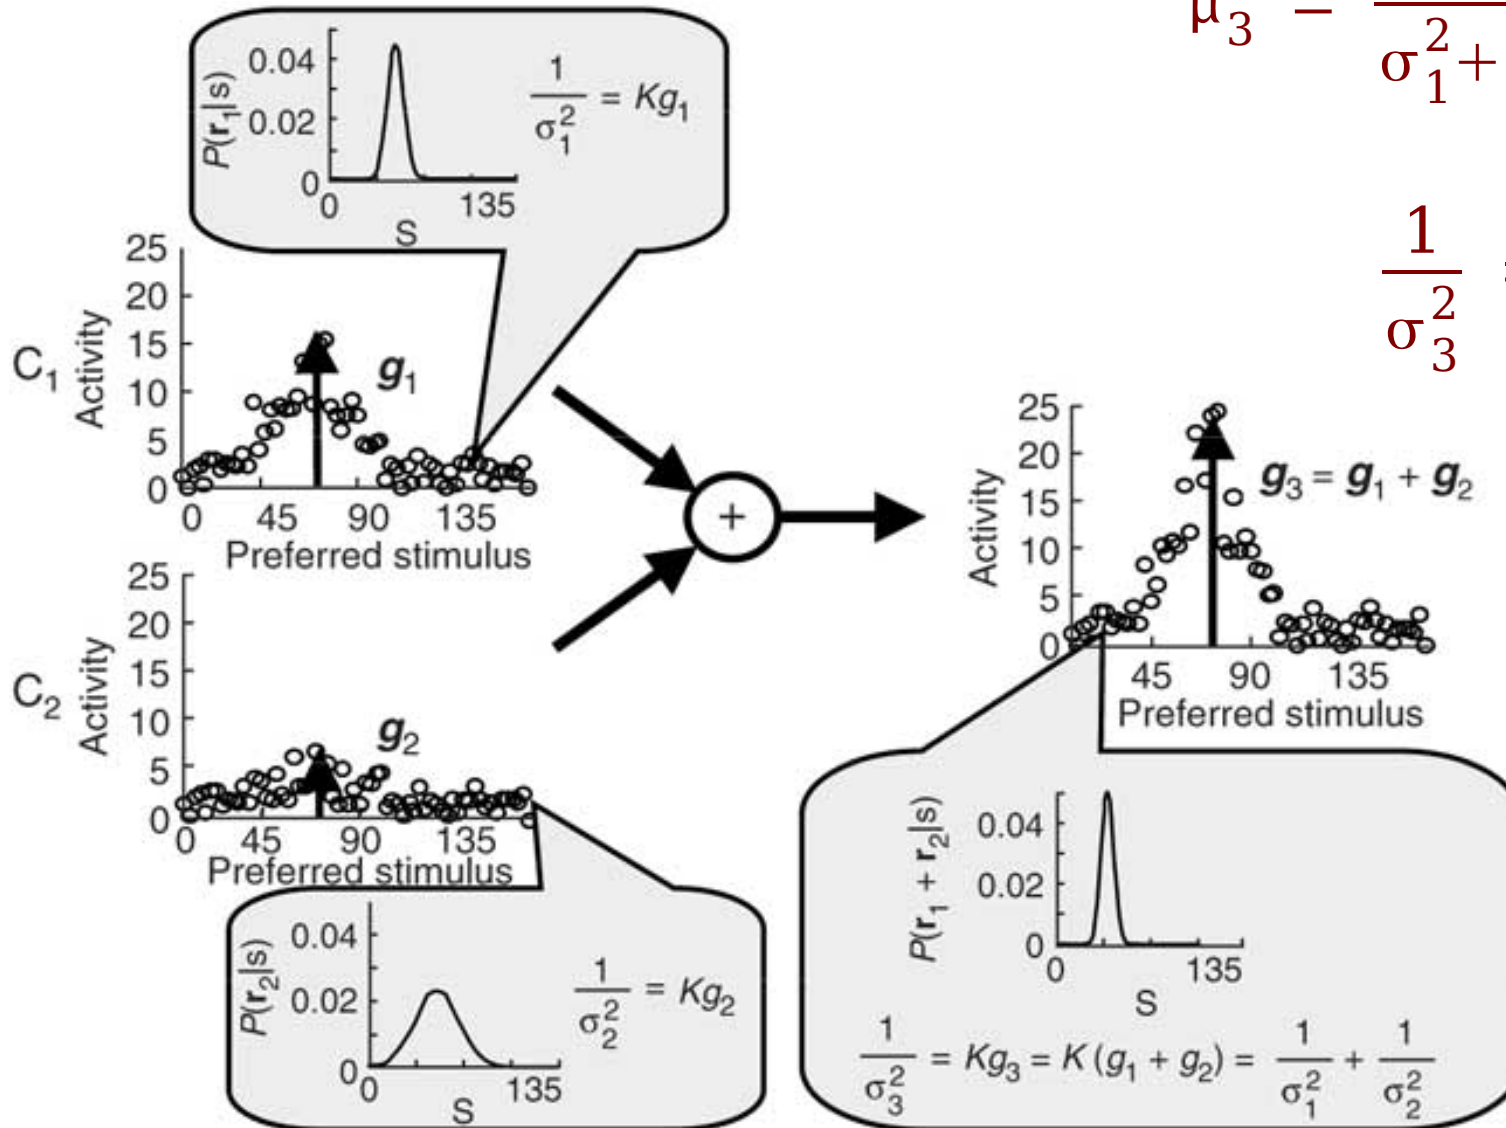 μ₃ =
σ₁² +
1
σ₃²
P(r₁|s)
0.04
0.02
0
0 135
S
1/σ₁² = Kg₁
C₁
Activity
25
20
15
10
5
0
g₁
0 45 90 135
Preferred stimulus
C₂
Activity
25
20
15
10
5
0
g₂
0 45 90 135
Preferred stimulus
P(r₂|s)
0.04
0.02
0
0 135
S
1/σ₂² = Kg₂
+
Activity
25
20
15
10
5
0
g₃ = g₁ + g₂
45 90 135
Preferred stimulus
P(r₁ + r₂|s)
0.04
0.02
0
0 135
S
1/σ₃² = Kg₃ = K (g₁ + g₂) = 1/σ₁² + 1/σ₂²